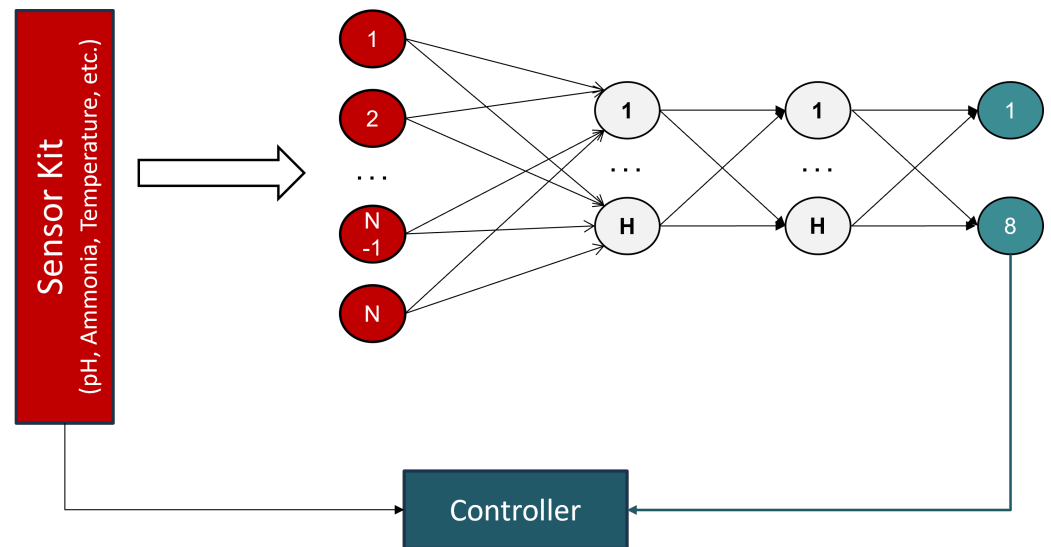 Sensor Kit
(pH, Ammonia, Temperature, etc.)
1
2
...
N
-1
N
1
...
H
1
...
H
1
8
Controller